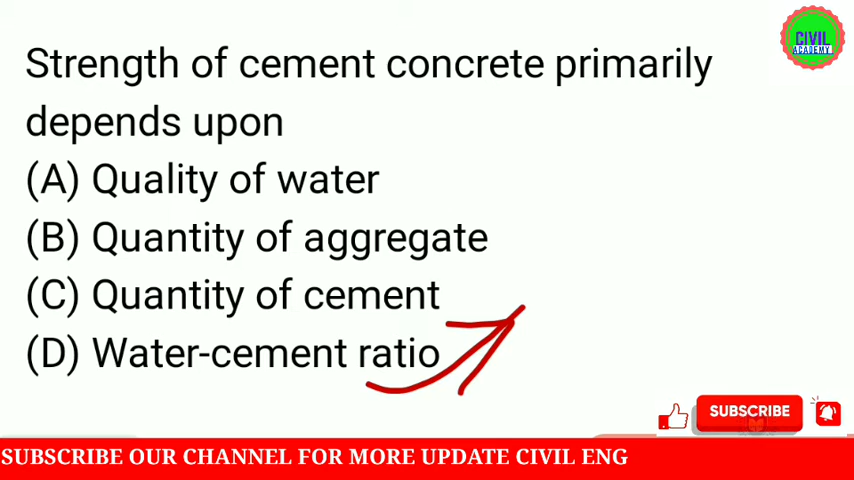 CIVIL
ACADEMY
Strength of cement concrete primarily
depends upon
(A) Quality of water
(B) Quantity of aggregate
(C) Quantity of cement
(D) Water-cement ratio
SUBSCRIBE
SUBSCRIBE OUR CHANNEL FOR MORE UPDATE CIVIL ENG